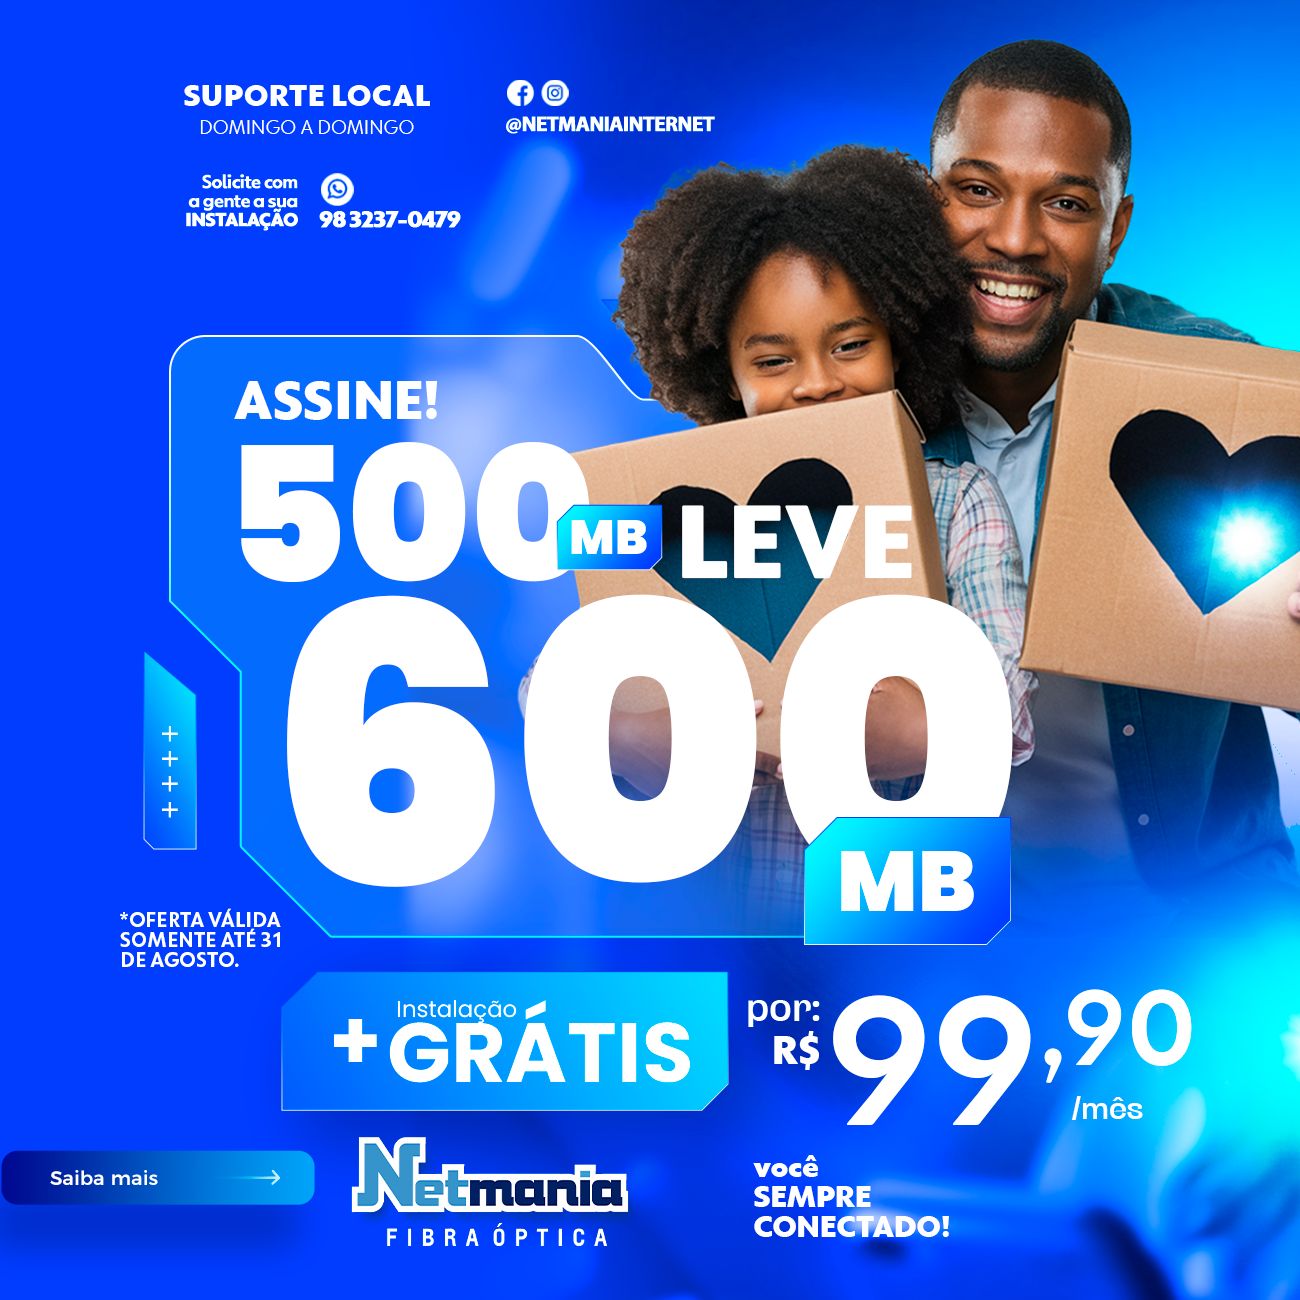 SUPORTE LOCAL
DOMINGO A DOMINGO
@NETMANIAINTERNET
Solicite com
a gente a sua
INSTALAÇÃO
98 3237-0479
ASSINE!
500 MB LEVE
600
MB
*OFERTA VÁLIDA
SOMENTE ATÉ 31
DE AGOSTO.
Instalação
+GRÁTIS
por:
R$ 99,90
/mês
Saiba mais
Netmania
FIBRA ÓPTICA
você
SEMPRE
CONECTADO!